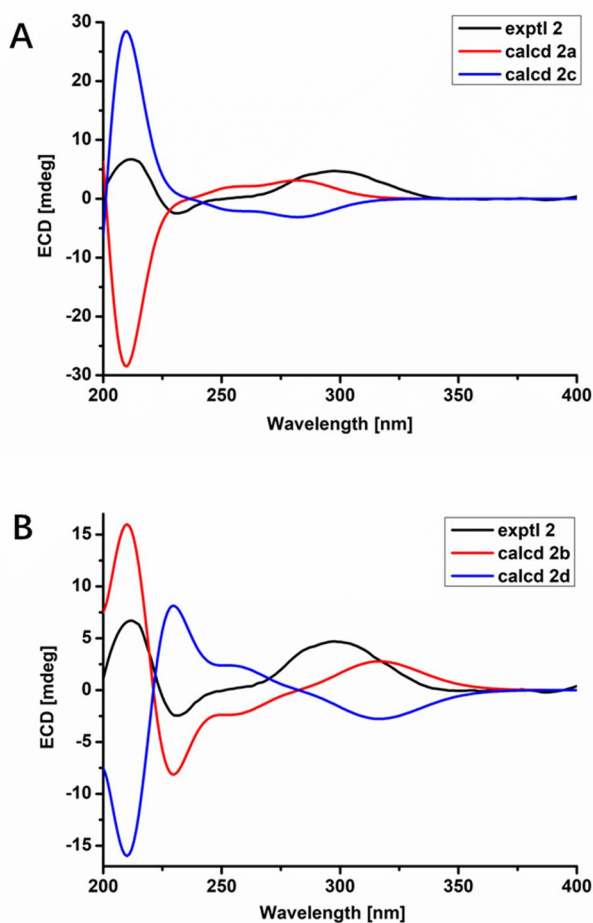 A
exptl 2
calcd 2a
calcd 2c
ECD [mdeg]
30
20
10
0
-10
-20
-30
200 250 300 350 400
Wavelength [nm]
B
exptl 2
calcd 2b
calcd 2d
ECD [mdeg]
15
10
5
0
-5
-10
-15
200 250 300 350 400
Wavelength [nm]